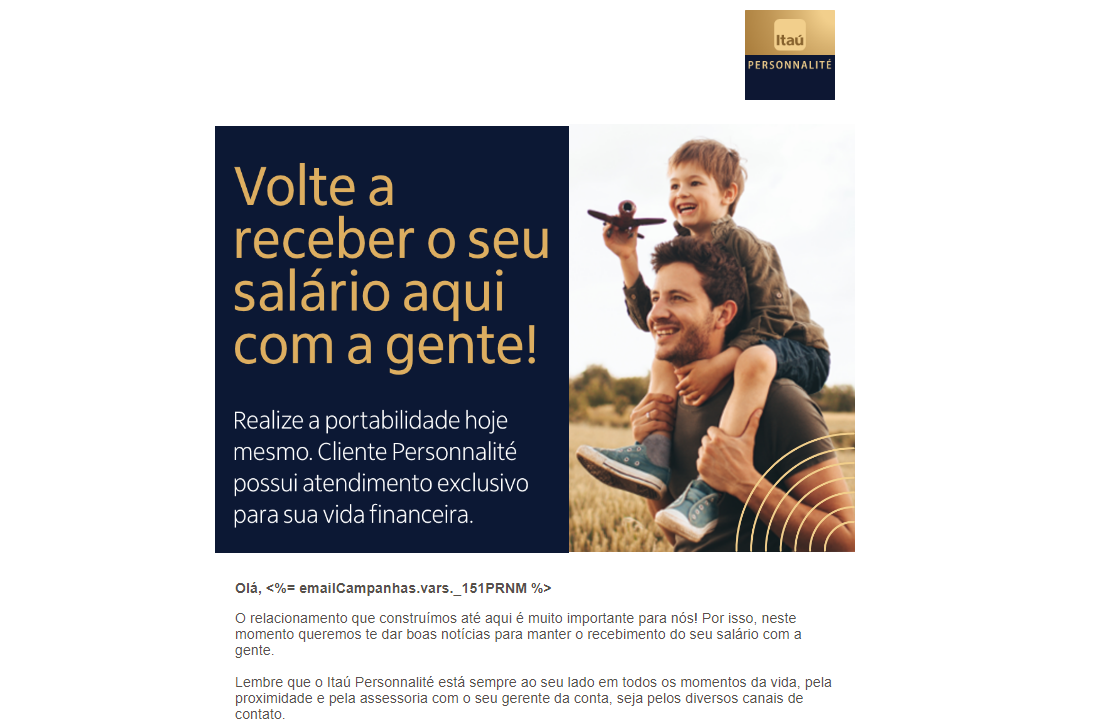 Itaú
PERSONNALITÉ
Volte a
receber o seu
salário aqui
com a gente!
Realize a portabilidade hoje
mesmo. Cliente Personnalité
possui atendimento exclusivo
para sua vida financeira.
Olá, <%= emailCampanhas.vars._151PRNM %>
O relacionamento que construímos até aqui é muito importante para nós! Por isso, neste
momento queremos te dar boas notícias para manter o recebimento do seu salário com a
gente.
Lembre que o Itaú Personnalité está sempre ao seu lado em todos os momentos da vida, pela
proximidade e pela assessoria com o seu gerente da conta, seja pelos diversos canais de
contato.